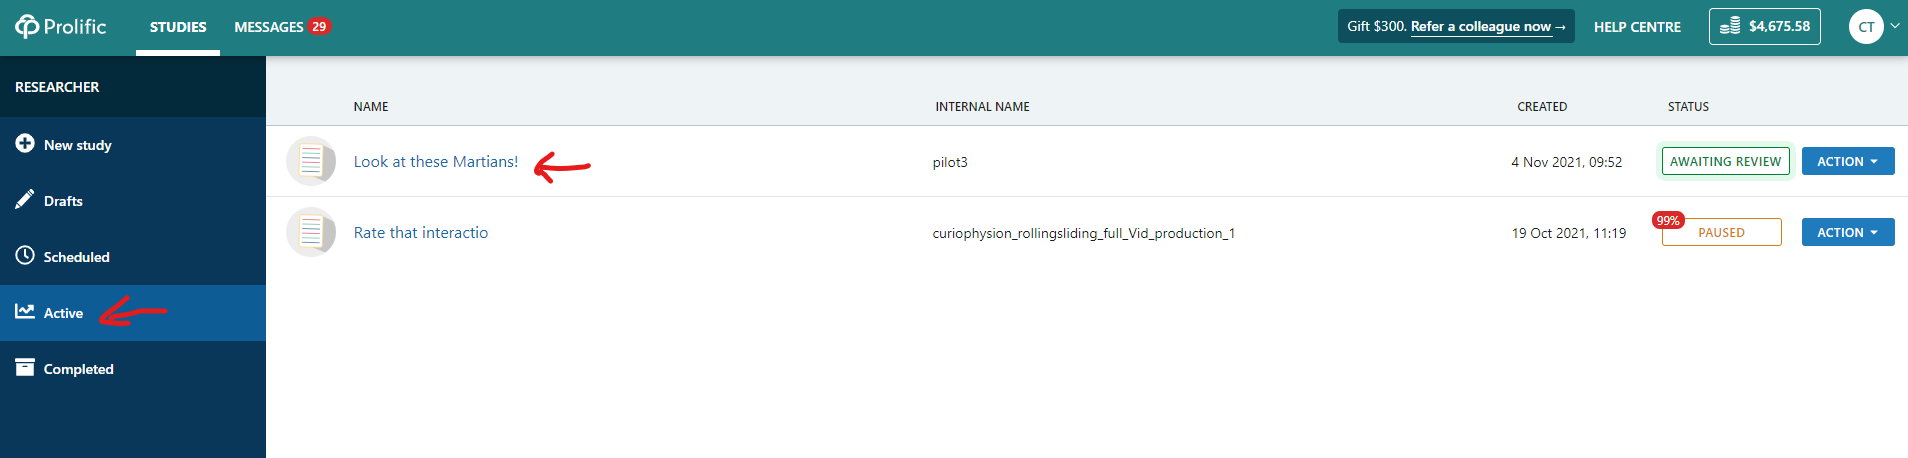 Prolific STUDIES MESSAGES 29 Gift $300. Refer a colleague now → HELP CENTRE $4,675.58 CT
RESEARCHER
NAME INTERNAL NAME CREATED STATUS
New study
Look at these Martians! pilot3 4 Nov 2021, 09:52 AWAITING REVIEW ACTION
Drafts
Rate that interactio curiophysion_rollingsliding_full_Vid_production_1 19 Oct 2021, 11:19 99% PAUSED ACTION
Scheduled
Active
Completed